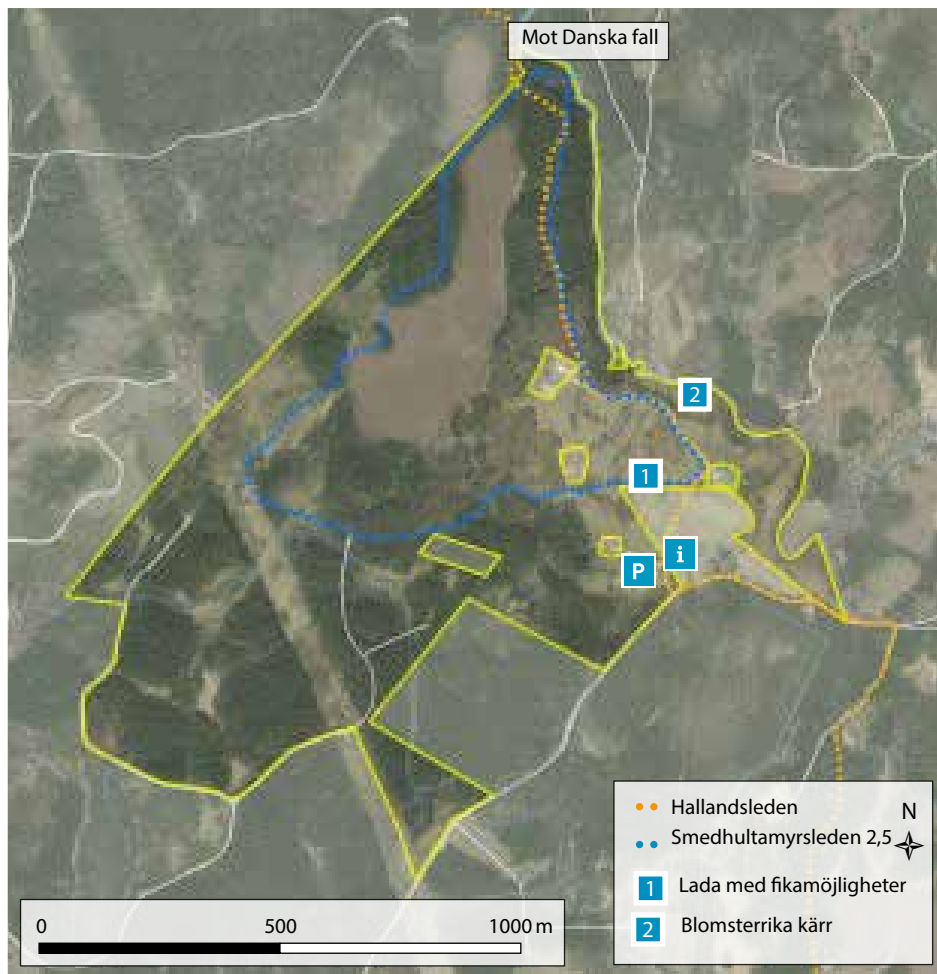 Mot Danska fall
2
1
i
P
Hallandsleden
N
Smedhultamyrsleden 2,5
1 Lada med fikamöjligheter
2 Blomsterrika kärr
0 500 1000 m